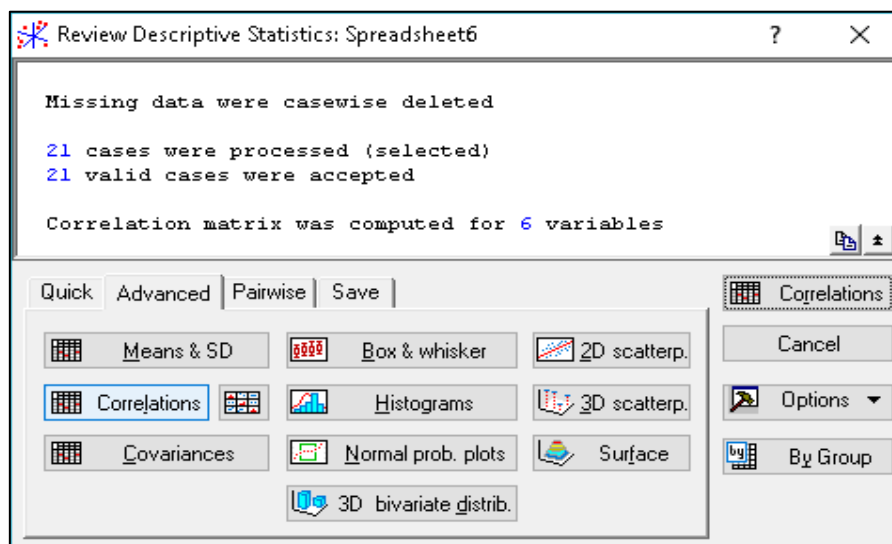 Review Descriptive Statistics: Spreadsheet6 ? ×
Missing data were casewise deleted
21 cases were processed (selected)
21 valid cases were accepted
Correlation matrix was computed for 6 variables
Quick Advanced Pairwise Save
Correlations
Means & SD Box & whisker 2D scatterp. Cancel
Correlations Histograms 3D scatterp. Options
Covariances Normal prob. plots Surface by By Group
3D bivariate distrib.